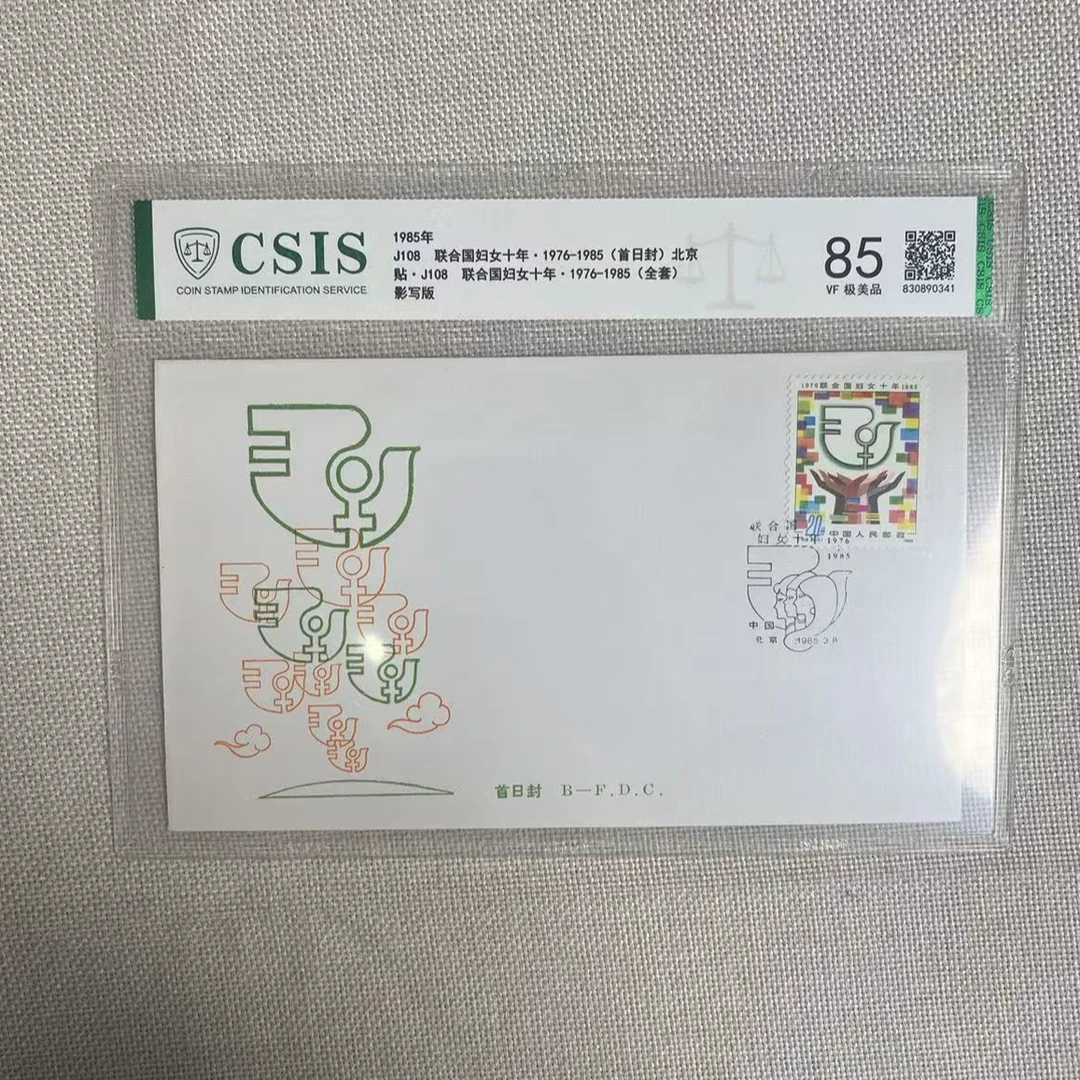 CSIS
COIN STAMP IDENTIFICATION SERVICE
1985年
J108 联合国妇女十年·1976-1985（首日封）北京
贴·J108 联合国妇女十年·1976-1985（全套）
影写版
85
VF 极美品
830890341
1976联合国妇女十年1985
20
中国人民邮政
联合国
妇女十年 1976
1985
中国
北京 1985.3.8
首日封 B—F.D.C.